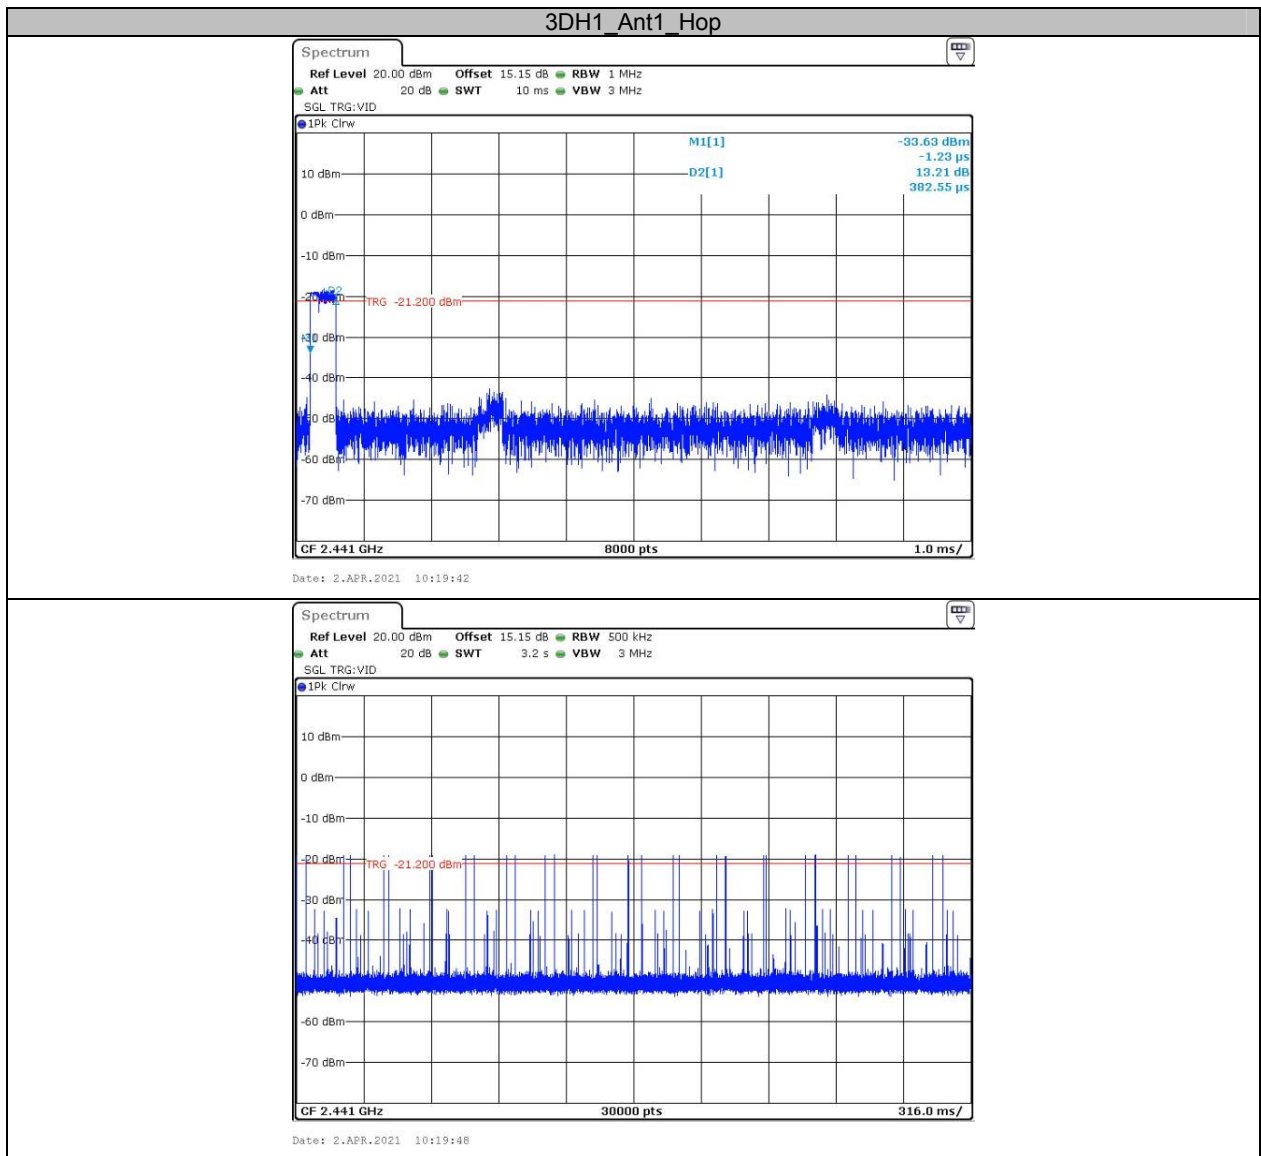 3DH1_Ant1_Hop
Spectrum
Ref Level 20.00 dBm Offset 15.15 dB RBW 1 MHz
Att 20 dB SWT 10 ms VBW 3 MHz
SGL TRG:VID
1Pk Clrw
M1[1] -33.63 dBm
-1.23 µs
10 dBm D2[1] 13.21 dB
382.55 µs
0 dBm
-10 dBm
D2
TRG -21.200 dBm
-40 dBm
-60 dBm
-70 dBm
CF 2.441 GHz 8000 pts 1.0 ms/
Date: 2.APR.2021 10:19:42
Spectrum
Ref Level 20.00 dBm Offset 15.15 dB RBW 500 kHz
Att 20 dB SWT 3.2 s VBW 3 MHz
SGL TRG:VID
1Pk Clrw
10 dBm
0 dBm
-10 dBm
-20 dBm
TRG -21.200 dBm
-30 dBm
-40 dBm
-60 dBm
-70 dBm
CF 2.441 GHz 30000 pts 316.0 ms/
Date: 2.APR.2021 10:19:48